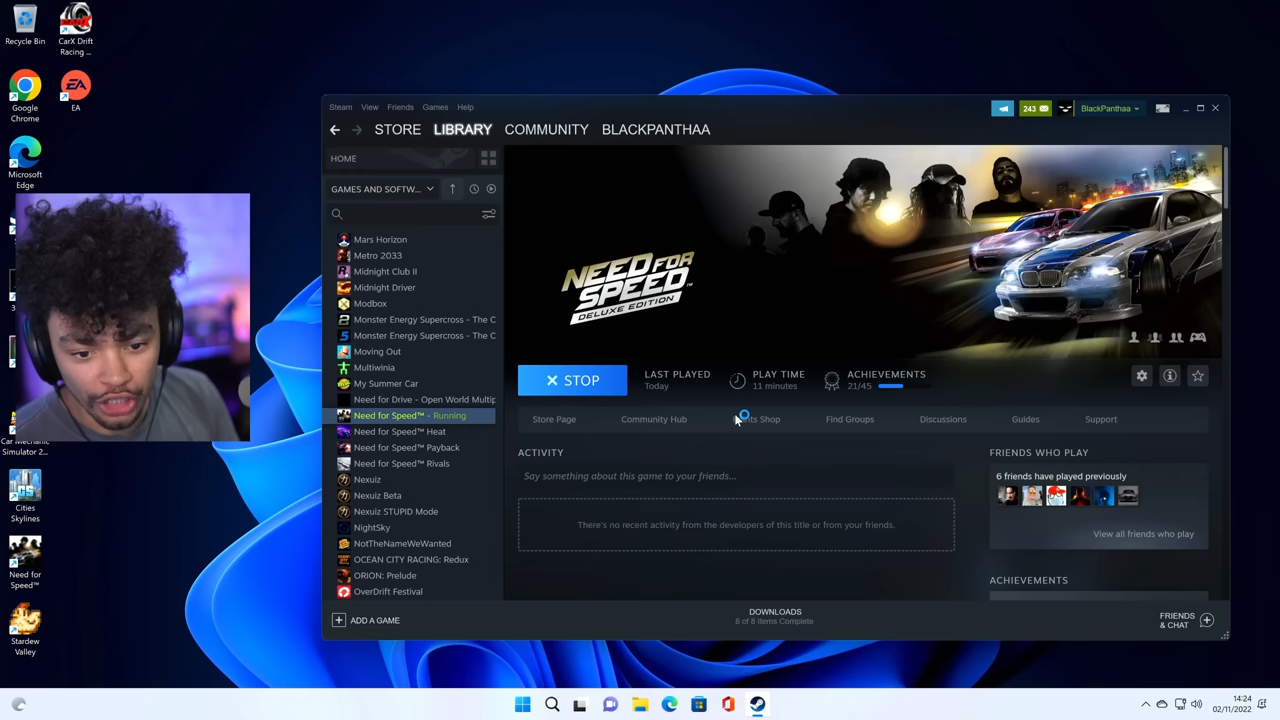 Recycle Bin
CarX Drift
Racing ...
Google
Chrome
EA
Microsoft
Edge
Car Mechanic
Simulator 2...
Cities
Skylines
Need for
Speed™
Stardew
Valley
Steam View Friends Games Help
243
BlackPanthaa
STORE LIBRARY COMMUNITY BLACKPANTHAA
HOME
GAMES AND SOFTW...
Mars Horizon
Metro 2033
Midnight Club II
Midnight Driver
Modbox
Monster Energy Supercross - The C
Monster Energy Supercross - The C
Moving Out
Multiwinia
My Summer Car
Need for Drive - Open World Multip
Need for Speed™ - Running
Need for Speed™ Heat
Need for Speed™ Payback
Need for Speed™ Rivals
Nexuiz
Nexuiz Beta
Nexuiz STUPID Mode
NightSky
NotTheNameWeWanted
OCEAN CITY RACING: Redux
ORION: Prelude
OverDrift Festival
ADD A GAME
NEED FOR
SPEED™
DELUXE EDITION
STOP
LAST PLAYED
Today
PLAY TIME
11 minutes
ACHIEVEMENTS
21/45
Store Page Community Hub Shop Find Groups Discussions Guides Support
ACTIVITY
Say something about this game to your friends...
There's no recent activity from the developers of this title or from your friends.
FRIENDS WHO PLAY
6 friends have played previously
View all friends who play
ACHIEVEMENTS
DOWNLOADS
8 of 8 Items Complete
FRIENDS
& CHAT
14:24
02/11/2022